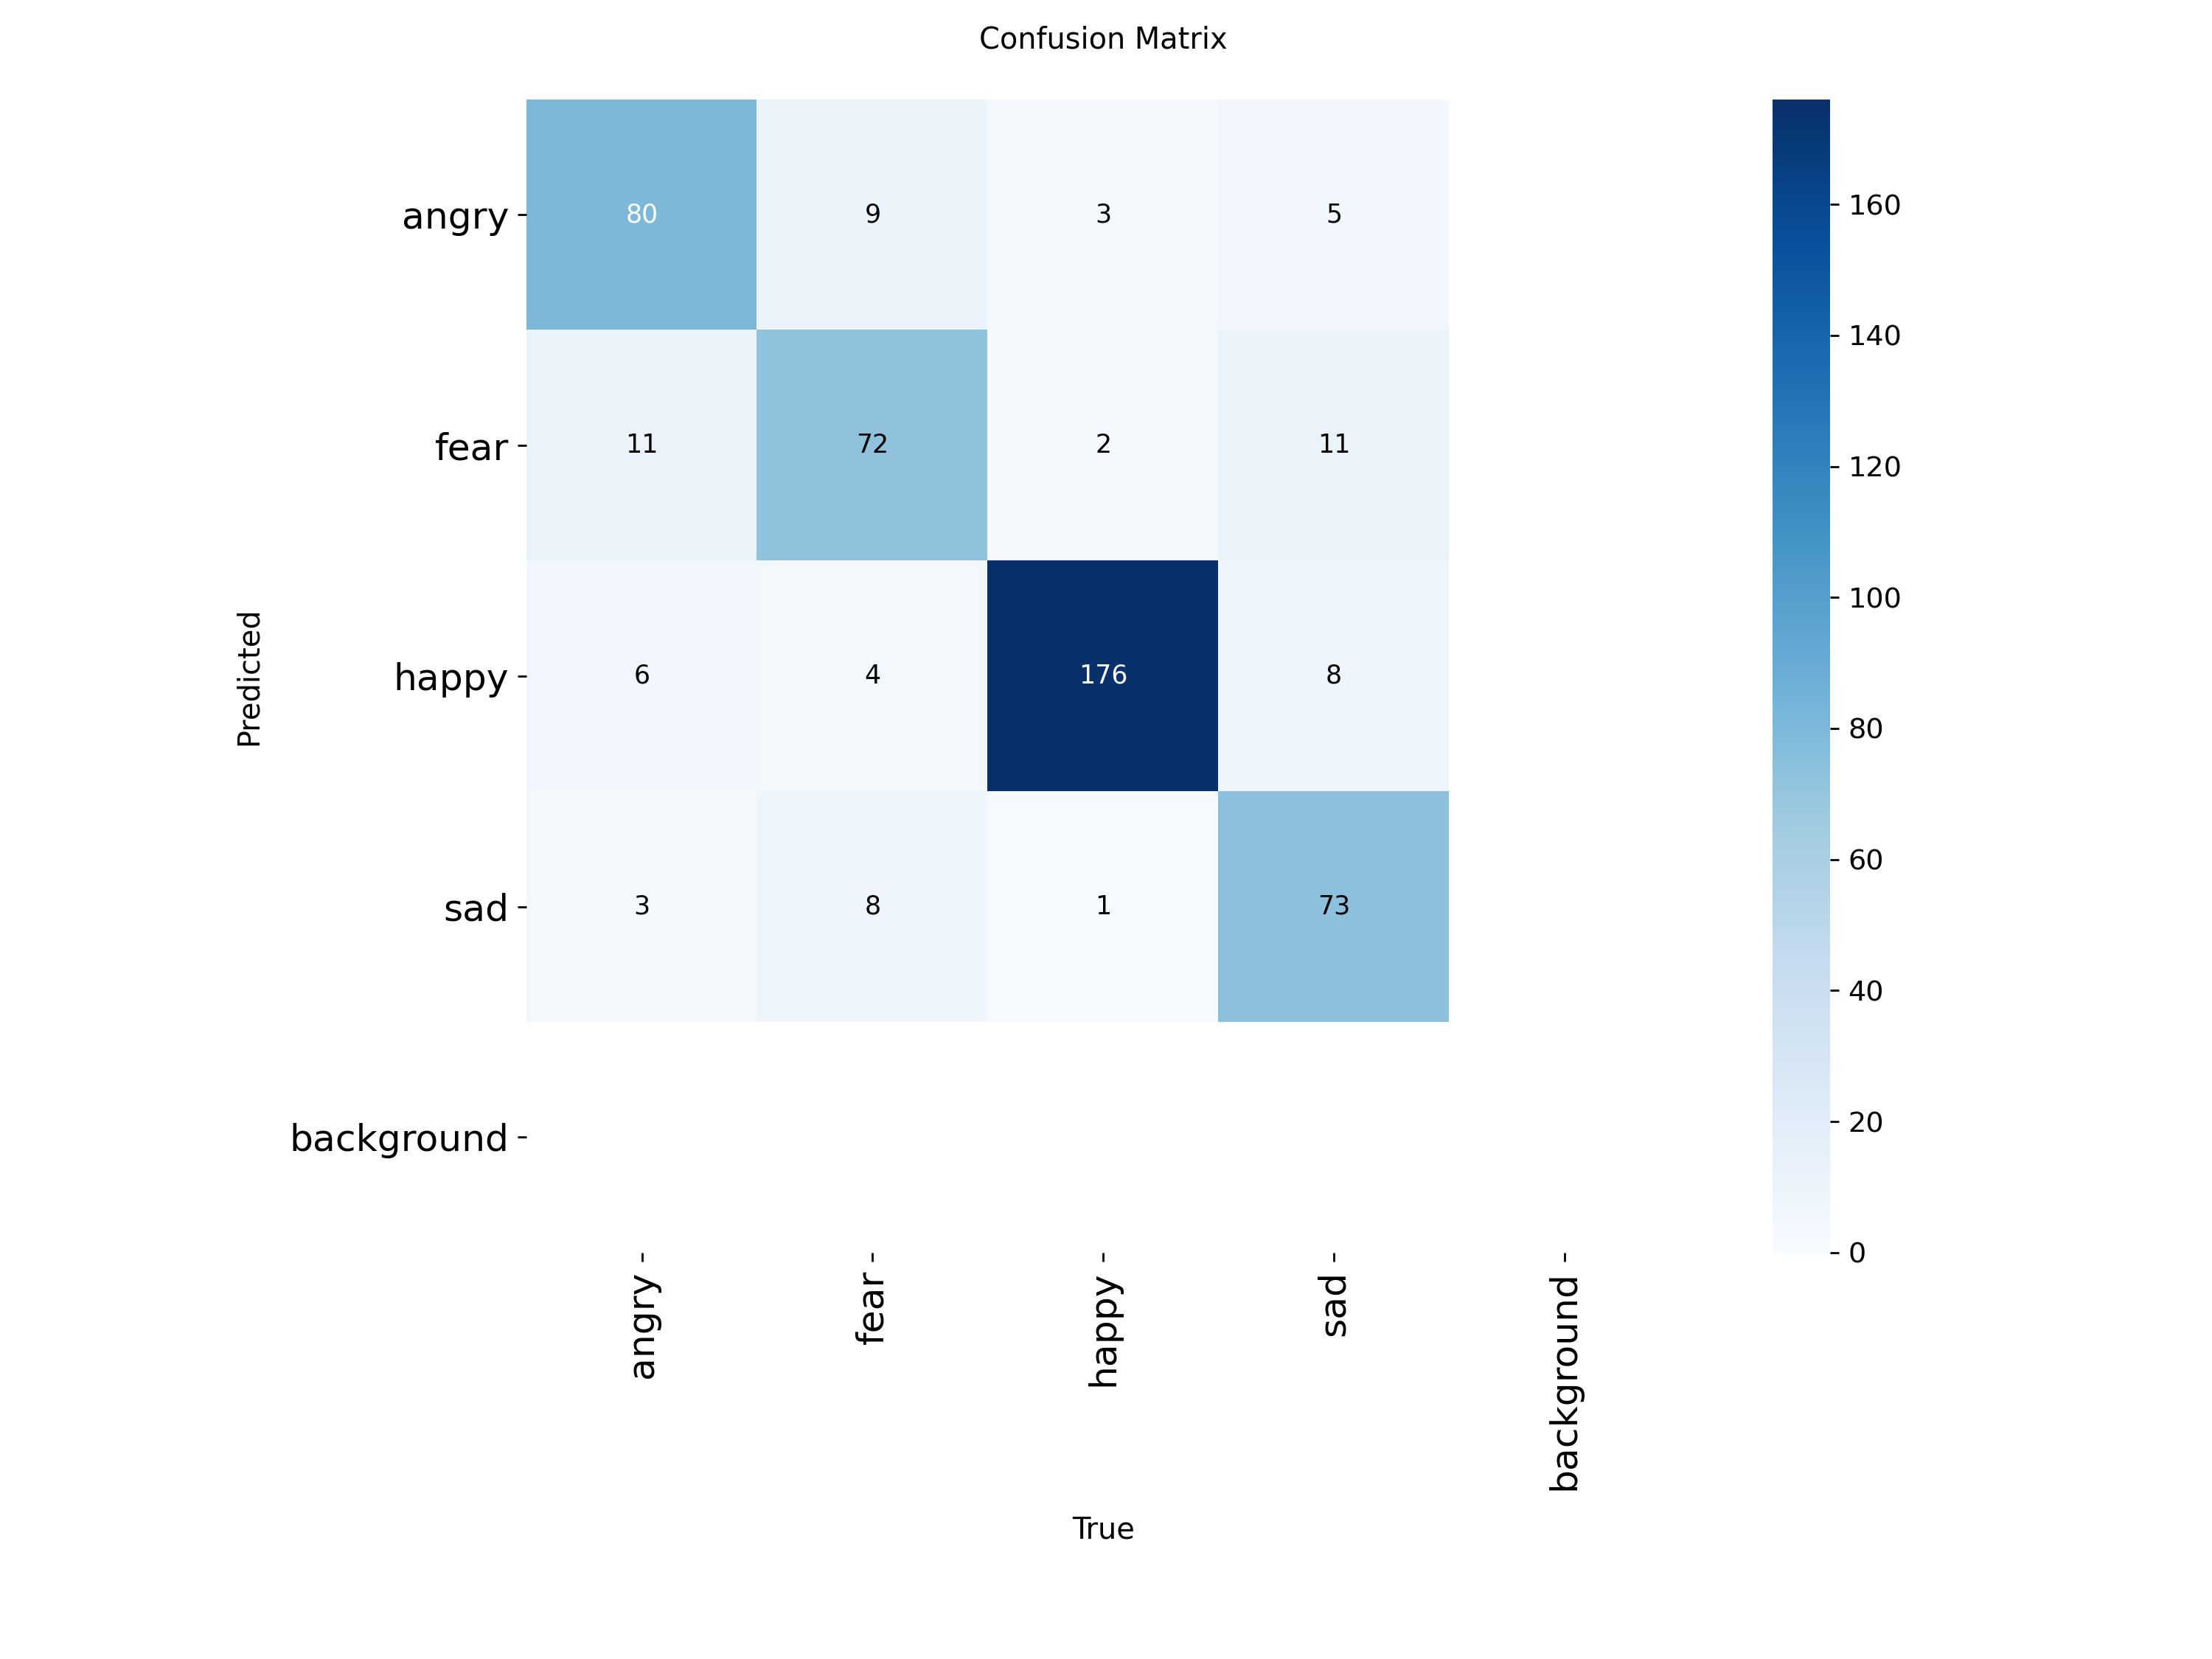 Confusion Matrix
angry 80 9 3 5
fear 11 72 2 11
happy 6 4 176 8
sad 3 8 1 73
background
Predicted
angry fear happy sad background
True
160
140
120
100
80
60
40
20
0